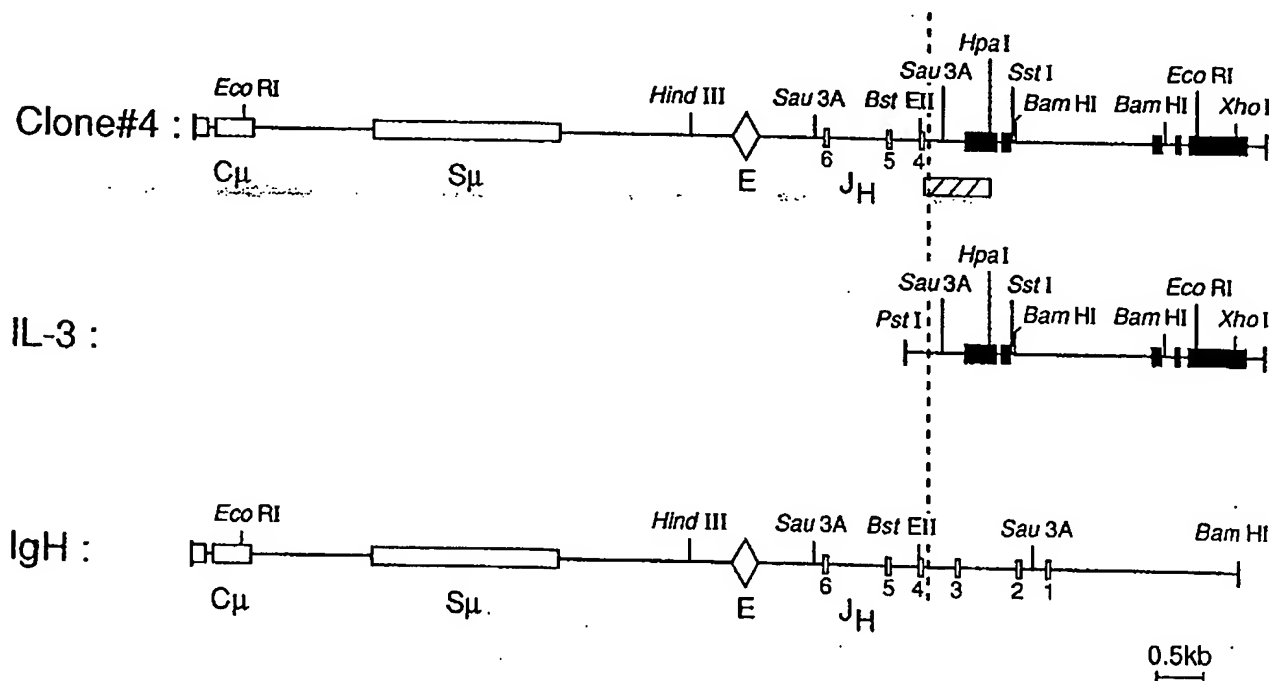 Hpa I
Sau 3A
Sst I
Eco RI
Eco RI
Hind III
Sau 3A
Bst EII
Bam HI
Bam HI
Xho I
Clone#4 :
6
5
4
Cμ
Sμ
E
JH
Hpa I
Sau 3A
Sst I
Eco RI
Pst I
Bam HI
Bam HI
Xho I
IL-3 :
Eco RI
Hind III
Sau 3A
Bst EII
Sau 3A
Bam HI
IgH :
6
5
4
3
2
1
Cμ
Sμ.
E
JH
0.5kb